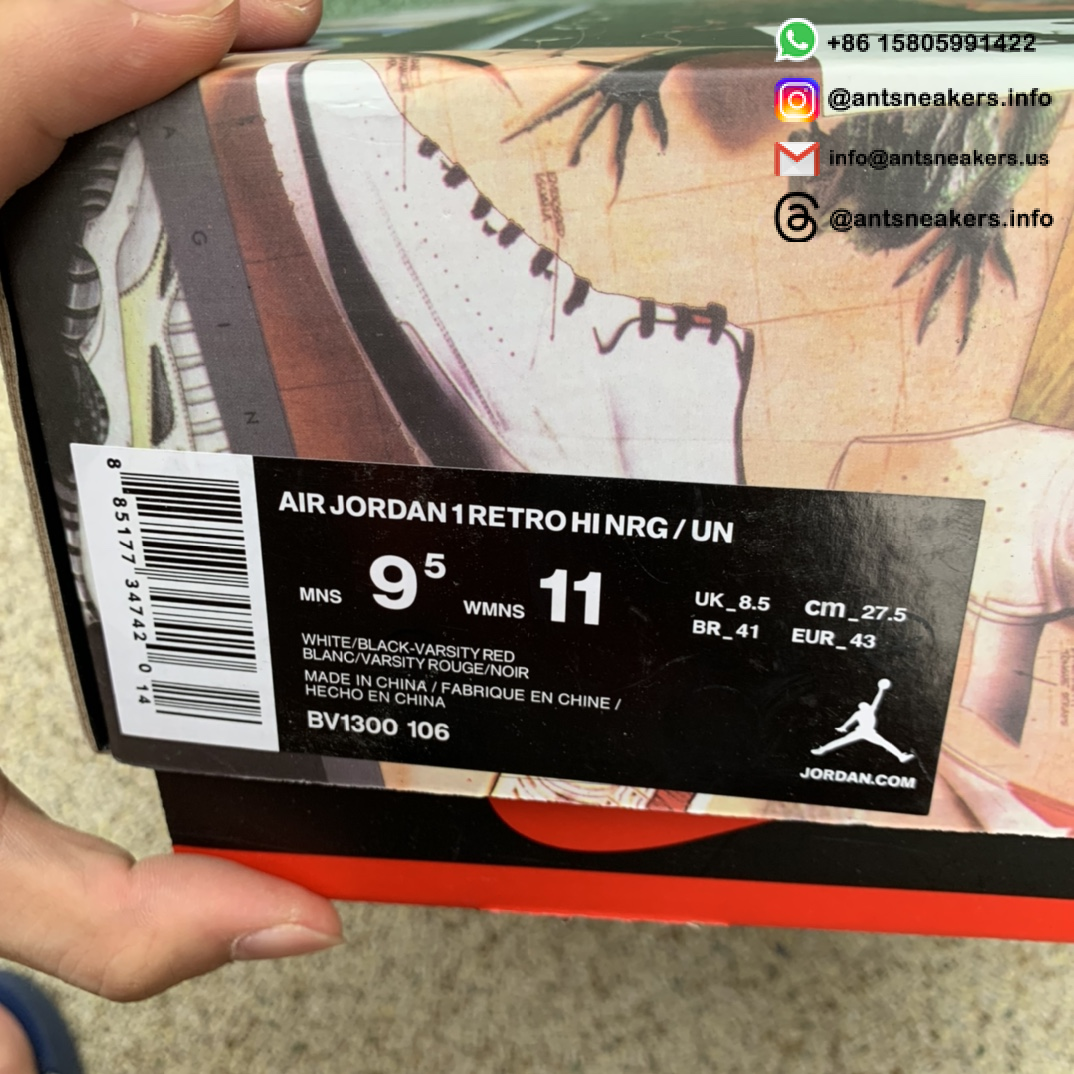 +86 15805991422
@antsneakers.info
info@antsneakers.us
@antsneakers.info
A
G
I
N
AIR JORDAN 1 RETRO HI NRG / UN
MNS 9 5 WMNS 11
UK_8.5 cm_27.5
BR_41 EUR_43
WHITE/BLACK-VARSITY RED
BLANC/VARSITY ROUGE/NOIR
MADE IN CHINA / FABRIQUE EN CHINE /
HECHO EN CHINA
BV1300 106
JORDAN.COM
8 85177 34742 0 14